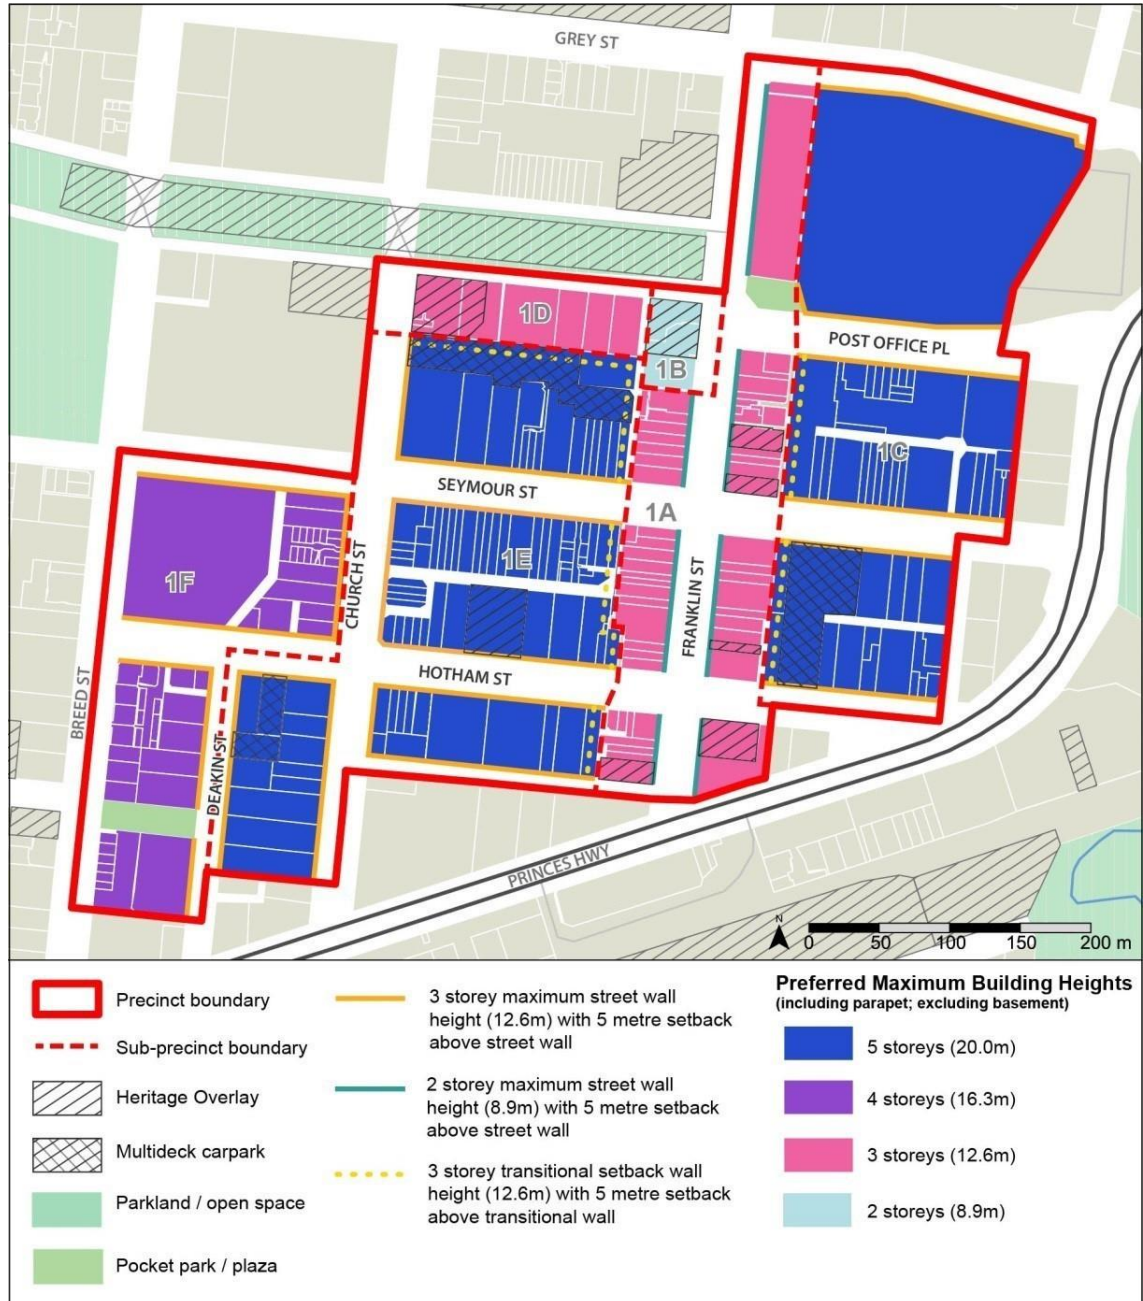 GREY ST
POST OFFICE PL
1D
1B
1C
SEYMOUR ST
1A
CHURCH ST
1E
1F
FRANKLIN ST
HOTHAM ST
BREED ST
DEAKIN ST
PRINCES HWY
N
0 50 100 150 200 m
Precinct boundary
Sub-precinct boundary
Heritage Overlay
Multideck carpark
Parkland / open space
Pocket park / plaza
3 storey maximum street wall
height (12.6m) with 5 metre setback
above street wall
2 storey maximum street wall
height (8.9m) with 5 metre setback
above street wall
3 storey transitional setback wall
height (12.6m) with 5 metre setback
above transitional wall
Preferred Maximum Building Heights
(including parapet; excluding basement)
5 storeys (20.0m)
4 storeys (16.3m)
3 storeys (12.6m)
2 storeys (8.9m)